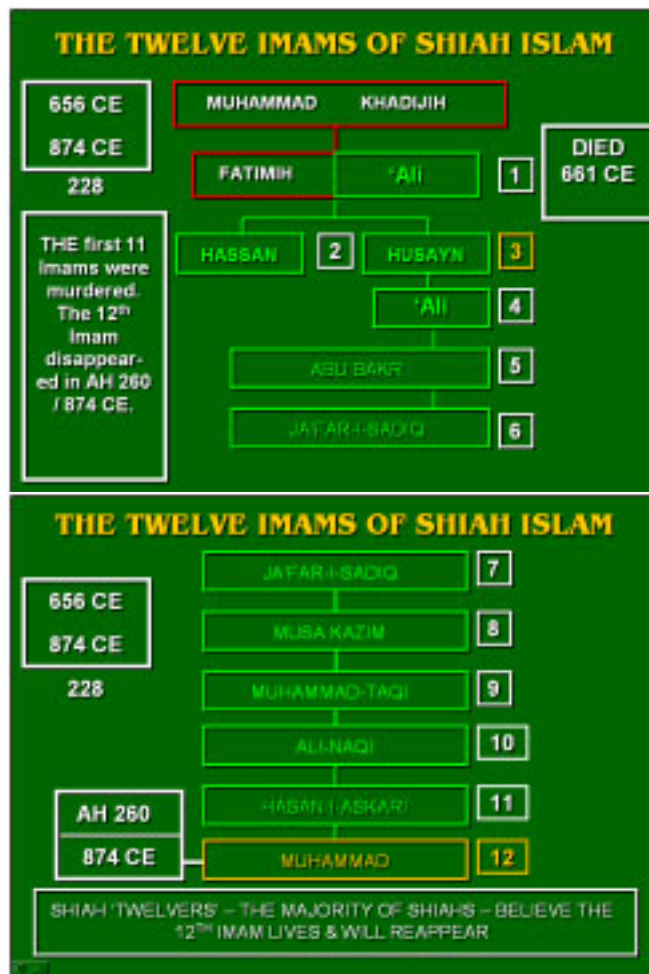 THE TWELVE IMAMS OF SHIAH ISLAM
656 CE
874 CE
228
MUHAMMAD KHADIJIH
DIED
661 CE
FATIMIH ‘Ali 1
HASSAN 2 HUSAYN 3
‘Ali 4
ABU BAKR 5
JA'FAR-I-SADIQ 6
THE first 11
Imams were
murdered.
The 12th
Imam
disappear-
ed in AH 260
/ 874 CE.
THE TWELVE IMAMS OF SHIAH ISLAM
656 CE
874 CE
228
JA'FAR-I-SADIQ 7
MUSA KAZIM 8
MUHAMMAD-TAQI 9
ALI-NAQI 10
HASAN-I-ASKARI 11
AH 260
874 CE
MUHAMMAD 12
SHIAH ‘TWELVERS’ – THE MAJORITY OF SHIAHS – BELIEVE THE
12TH IMAM LIVES & WILL REAPPEAR